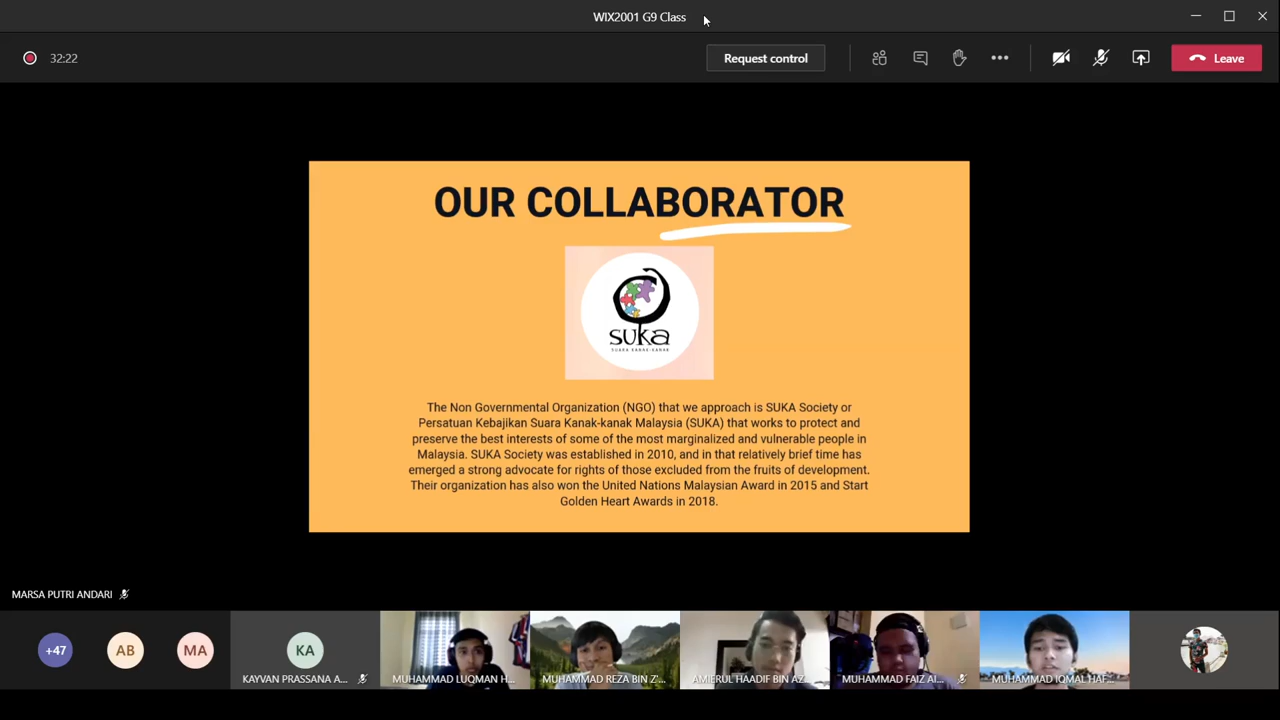 WIX2001 G9 Class
32:22
Request control
Leave
OUR COLLABORATOR
suka
SUARA KANAK-KANAK
The Non Governmental Organization (NGO) that we approach is SUKA Society or
Persatuan Kebajikan Suara Kanak-kanak Malaysia (SUKA) that works to protect and
preserve the best interests of some of the most marginalized and vulnerable people in
Malaysia. SUKA Society was established in 2010, and in that relatively brief time has
emerged a strong advocate for rights of those excluded from the fruits of development.
Their organization has also won the United Nations Malaysian Award in 2015 and Start
Golden Heart Awards in 2018.
MARSA PUTRI ANDARI
+47
AB
MA
KA
KAYVAN PRASSANA A...
MUHAMMAD LUQMAN H...
MUHAMMAD REZA BIN Z'...
AMIERUL HAADIF BIN AZ...
MUHAMMAD FAIZ AI...
MUHAMMAD IQMAL HAF...